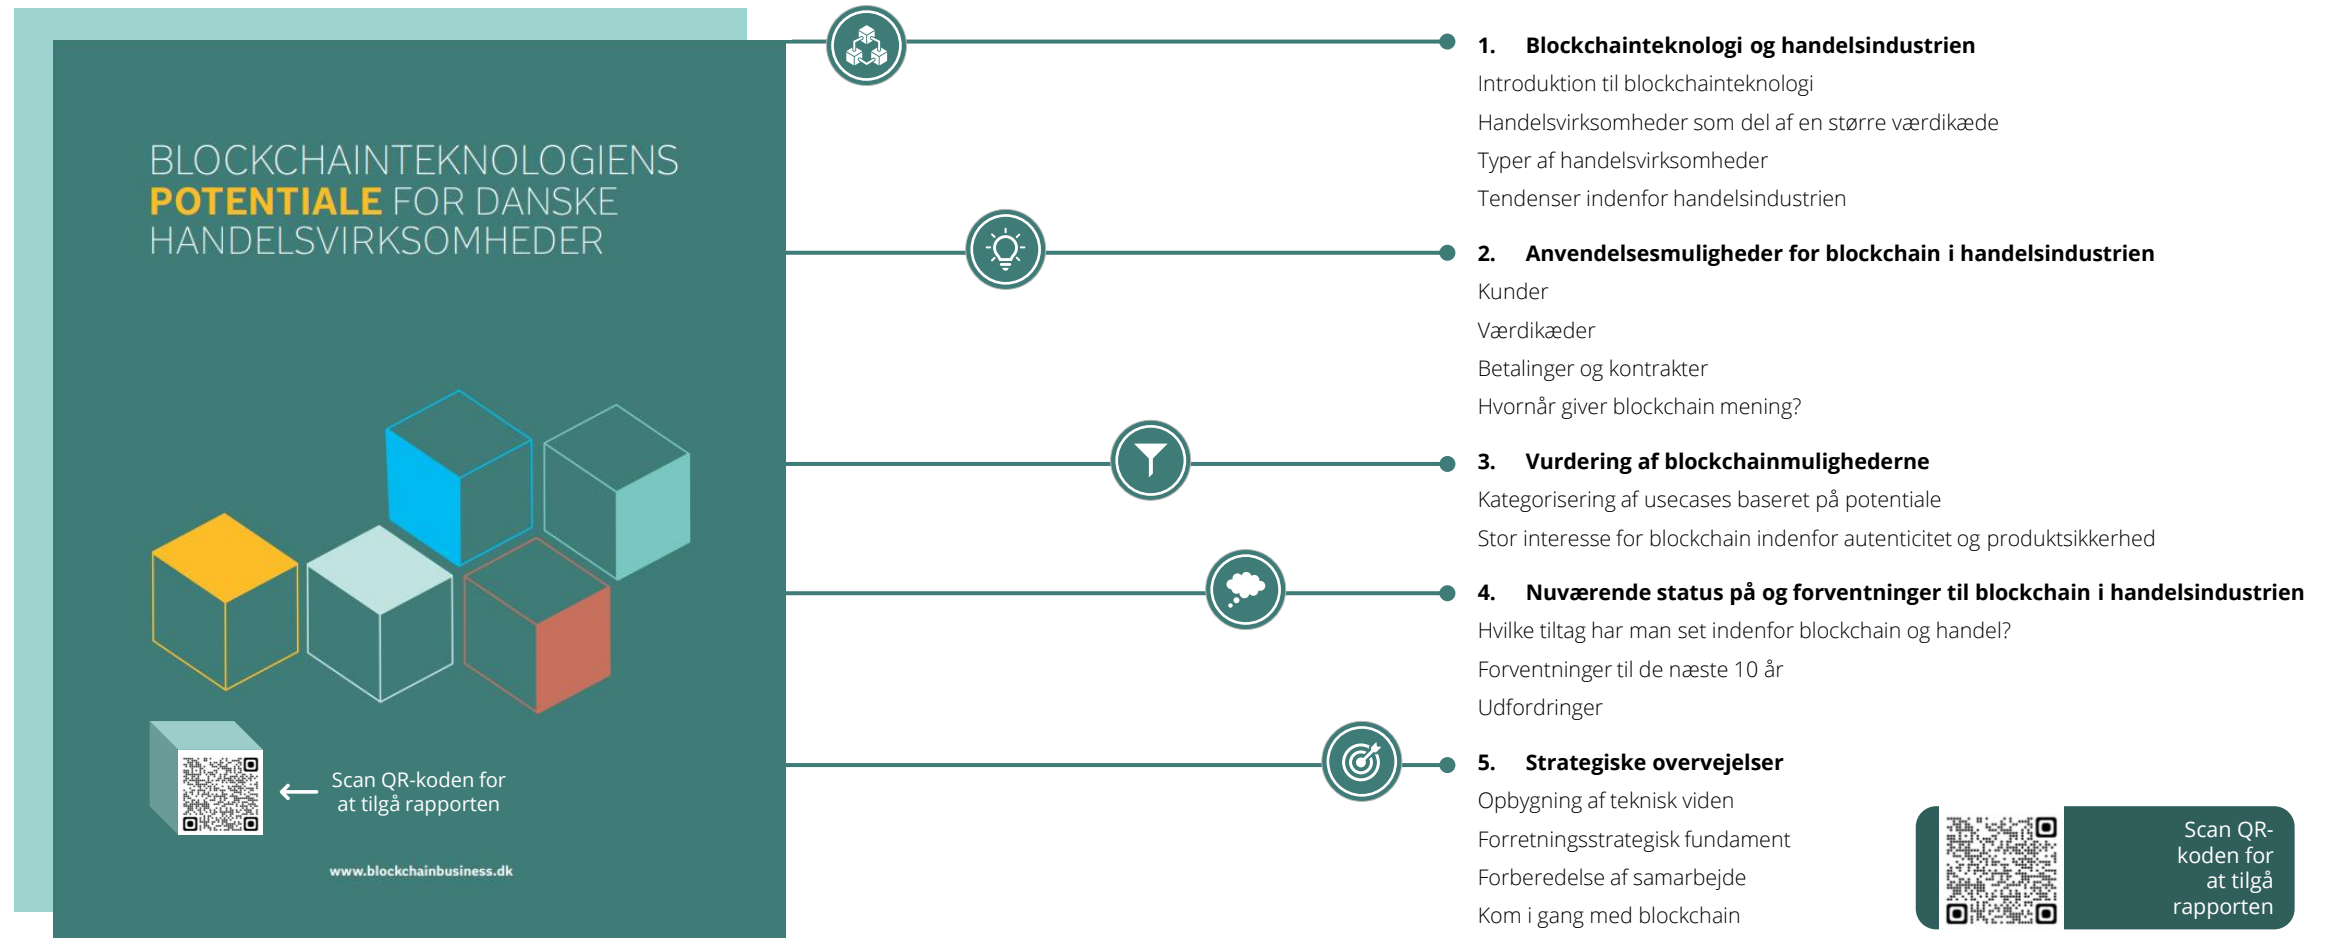 BLOCKCHAINTEKNOLOGIENS
POTENTIALE FOR DANSKE
HANDELSVIRKSOMHEDER
Scan QR-koden for
at tilgå rapporten
www.blockchainbusiness.dk
1. Blockchainteknologi og handelsindustrien
Introduktion til blockchainteknologi
Handelsvirksomheder som del af en større værdikæde
Typer af handelsvirksomheder
Tendenser indenfor handelsindustrien
2. Anvendelsesmuligheder for blockchain i handelsindustrien
Kunder
Værdikæder
Betalinger og kontrakter
Hvornår giver blockchain mening?
3. Vurdering af blockchainmulighederne
Kategorisering af usecases baseret på potentiale
Stor interesse for blockchain indenfor autenticitet og produktsikkerhed
4. Nuværende status på og forventninger til blockchain i handelsindustrien
Hvilke tiltag har man set indenfor blockchain og handel?
Forventninger til de næste 10 år
Udfordringer
5. Strategiske overvejelser
Opbygning af teknisk viden
Forretningsstrategisk fundament
Forberedelse af samarbejde
Kom i gang med blockchain
Scan QR-
koden for
at tilgå
rapporten